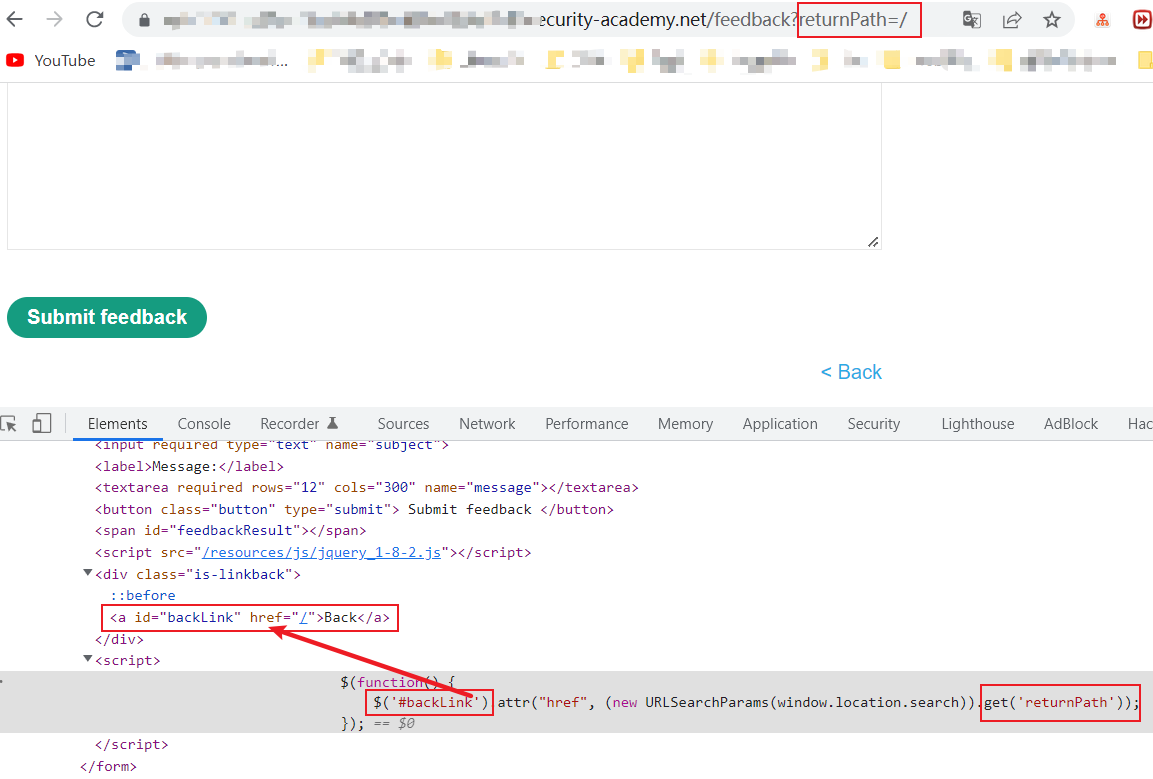 ecurity-academy.net/feedback?returnPath=/
YouTube
Submit feedback
< Back
Elements Console Recorder Sources Network Performance Memory Application Security Lighthouse AdBlock Hac
<input required type="text" name="subject">
<label>Message:</label>
<textarea required rows="12" cols="300" name="message"></textarea>
<button class="button" type="submit"> Submit feedback </button>
<span id="feedbackResult"></span>
<script src="/resources/js/jquery_1-8-2.js"></script>
<div class="is-linkback">
::before
<a id="backLink" href="/">Back</a>
</div>
<script>
$(function() {
$('#backLink').attr("href", (new URLSearchParams(window.location.search)).get('returnPath'));
}); == $0
</script>
</form>